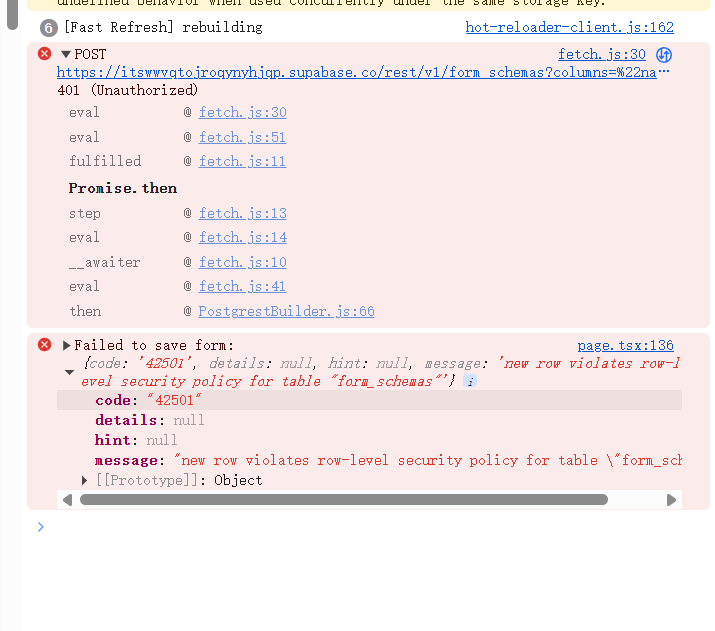 undefined behavior when used concurrently under the same storage key.
6 [Fast Refresh] rebuilding hot-reloader-client.js:162
▼POST fetch.js:30
https://itswwvqtojroqynyhjqp.supabase.co/rest/v1/form_schemas?columns=%22na…
401 (Unauthorized)
eval @ fetch.js:30
eval @ fetch.js:51
fulfilled @ fetch.js:11
Promise.then
step @ fetch.js:13
eval @ fetch.js:14
__awaiter @ fetch.js:10
eval @ fetch.js:41
then @ PostgrestBuilder.js:66
▶Failed to save form: page.tsx:136
{code: '42501', details: null, hint: null, message: 'new row violates row-l
evel security policy for table "form_schemas"'} i
code: "42501"
details: null
hint: null
message: "new row violates row-level security policy for table \"form_sch
▶[[Prototype]]: Object